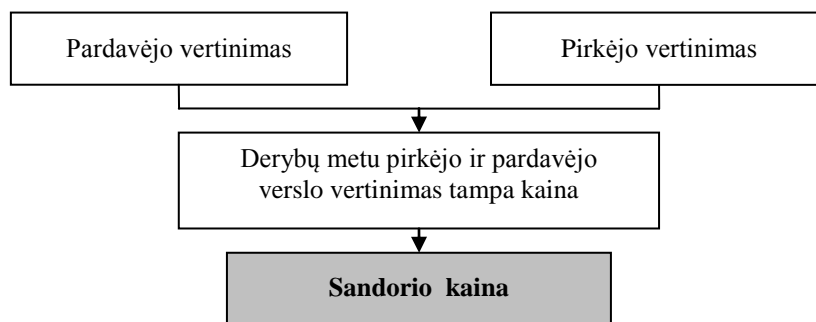 Pardavėjo vertinimas
Pirkėjo vertinimas
Derybų metu pirkėjo ir pardavėjo
verslo vertinimas tampa kaina
Sandorio kaina